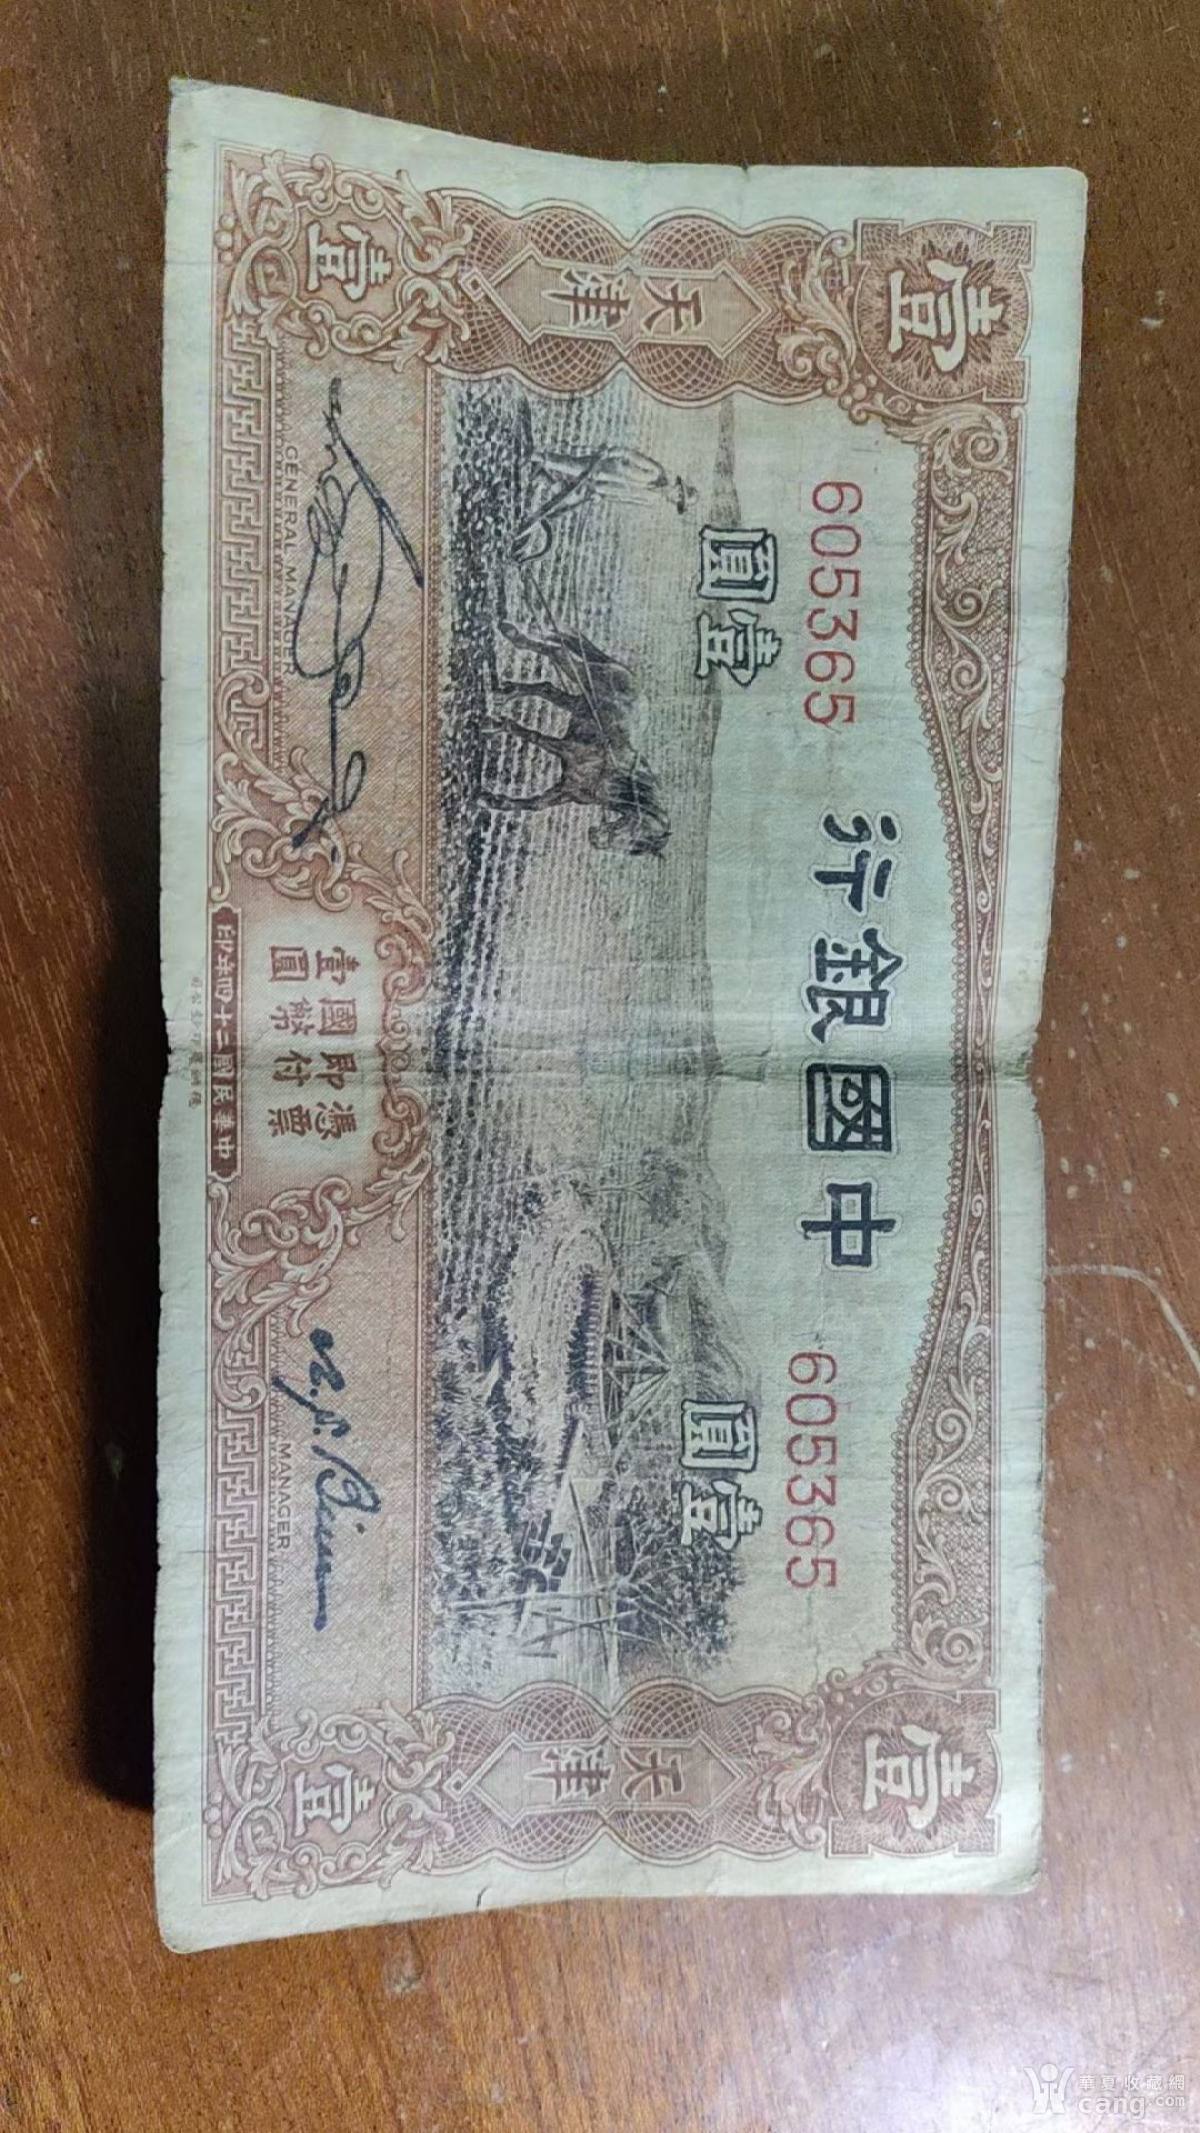 中國銀行
壹
壹
605365
605365
壹圓
壹圓
天津
天津
憑票
即付
國幣
壹圓
GENERAL MANAGER
MANAGER
壹
壹
中華民國二十四年印
華夏收藏網
cang.com